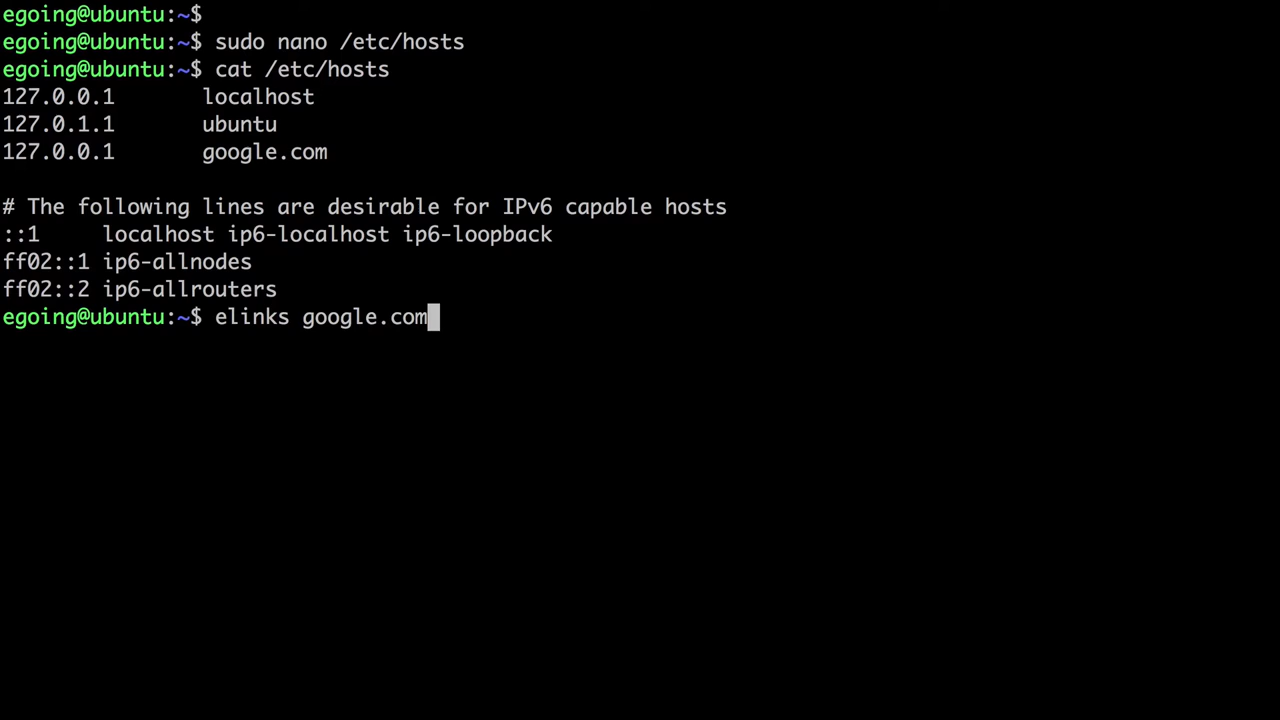 egoing@ubuntu:~$
egoing@ubuntu:~$ sudo nano /etc/hosts
egoing@ubuntu:~$ cat /etc/hosts
127.0.0.1       localhost
127.0.1.1       ubuntu
127.0.0.1       google.com

# The following lines are desirable for IPv6 capable hosts
::1     localhost ip6-localhost ip6-loopback
ff02::1 ip6-allnodes
ff02::2 ip6-allrouters
egoing@ubuntu:~$ elinks google.com